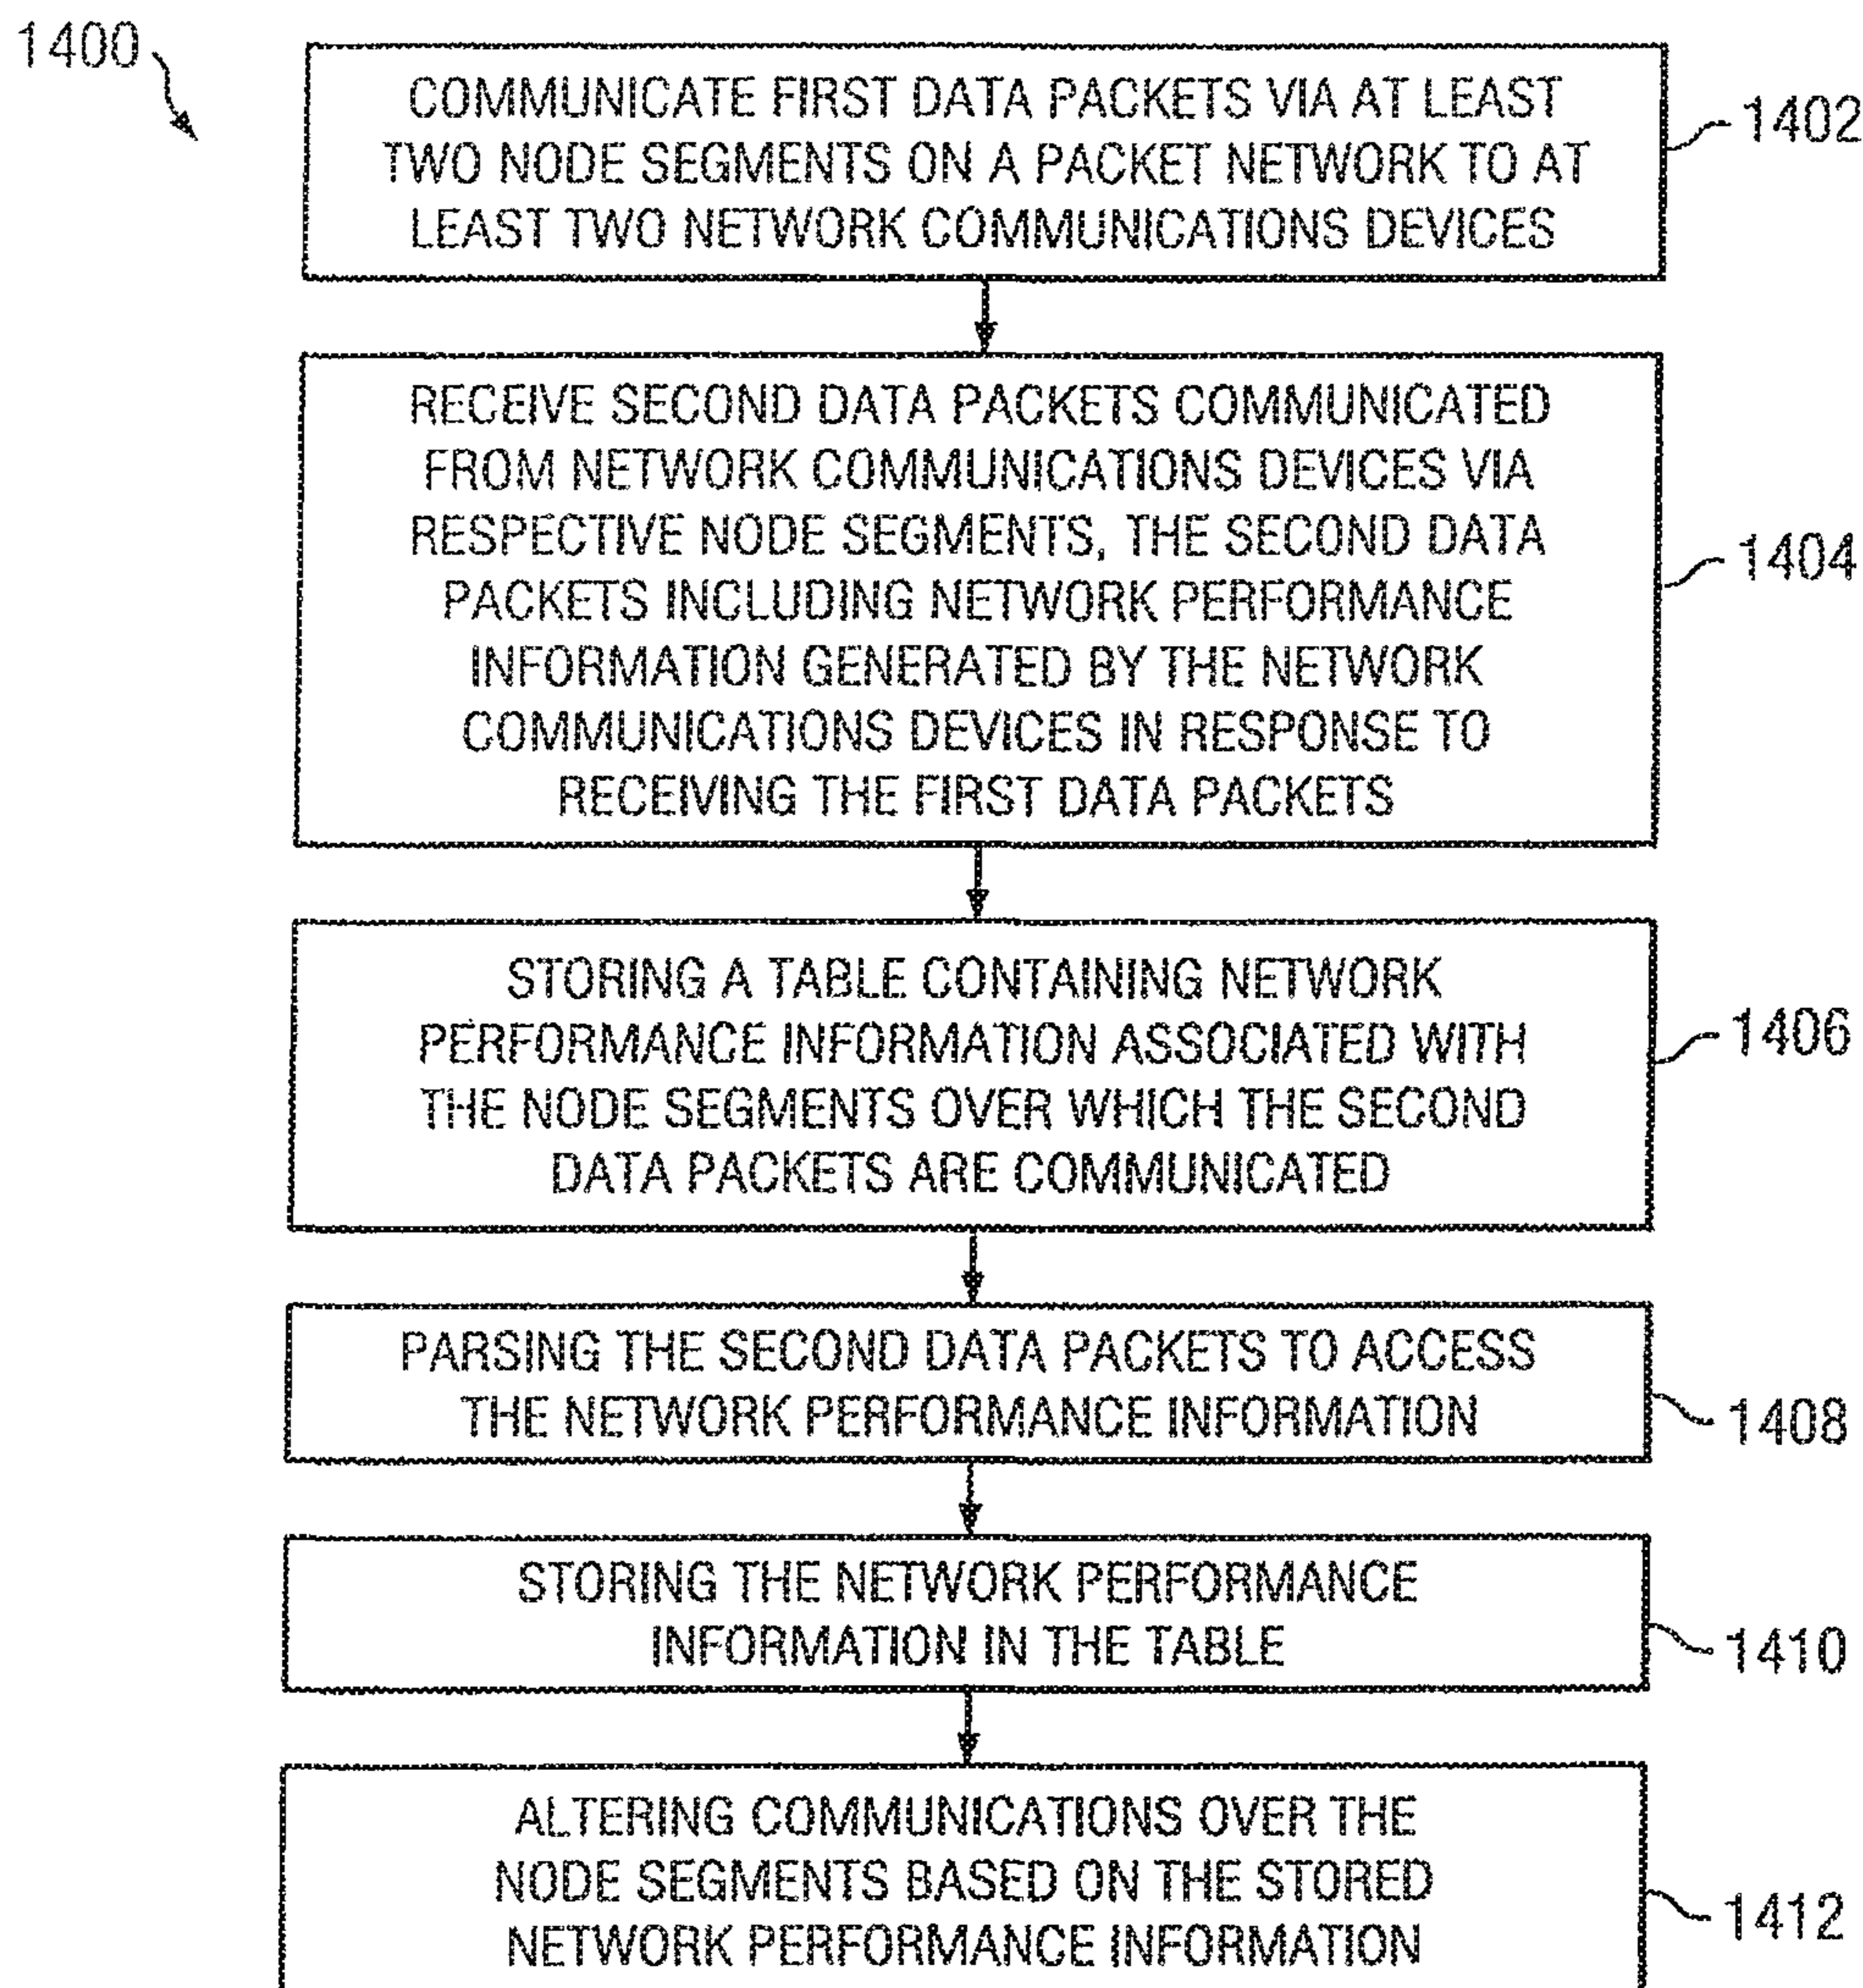 1400
COMMUNICATE FIRST DATA PACKETS VIA AT LEAST
TWO NODE SEGMENTS ON A PACKET NETWORK TO AT
LEAST TWO NETWORK COMMUNICATIONS DEVICES
1402
RECEIVE SECOND DATA PACKETS COMMUNICATED
FROM NETWORK COMMUNICATIONS DEVICES VIA
RESPECTIVE NODE SEGMENTS, THE SECOND DATA
PACKETS INCLUDING NETWORK PERFORMANCE
INFORMATION GENERATED BY THE NETWORK
COMMUNICATIONS DEVICES IN RESPONSE TO
RECEIVING THE FIRST DATA PACKETS
1404
STORING A TABLE CONTAINING NETWORK
PERFORMANCE INFORMATION ASSOCIATED WITH
THE NODE SEGMENTS OVER WHICH THE SECOND
DATA PACKETS ARE COMMUNICATED
1406
PARSING THE SECOND DATA PACKETS TO ACCESS
THE NETWORK PERFORMANCE INFORMATION
1408
STORING THE NETWORK PERFORMANCE
INFORMATION IN THE TABLE
1410
ALTERING COMMUNICATIONS OVER THE
NODE SEGMENTS BASED ON THE STORED
NETWORK PERFORMANCE INFORMATION
1412